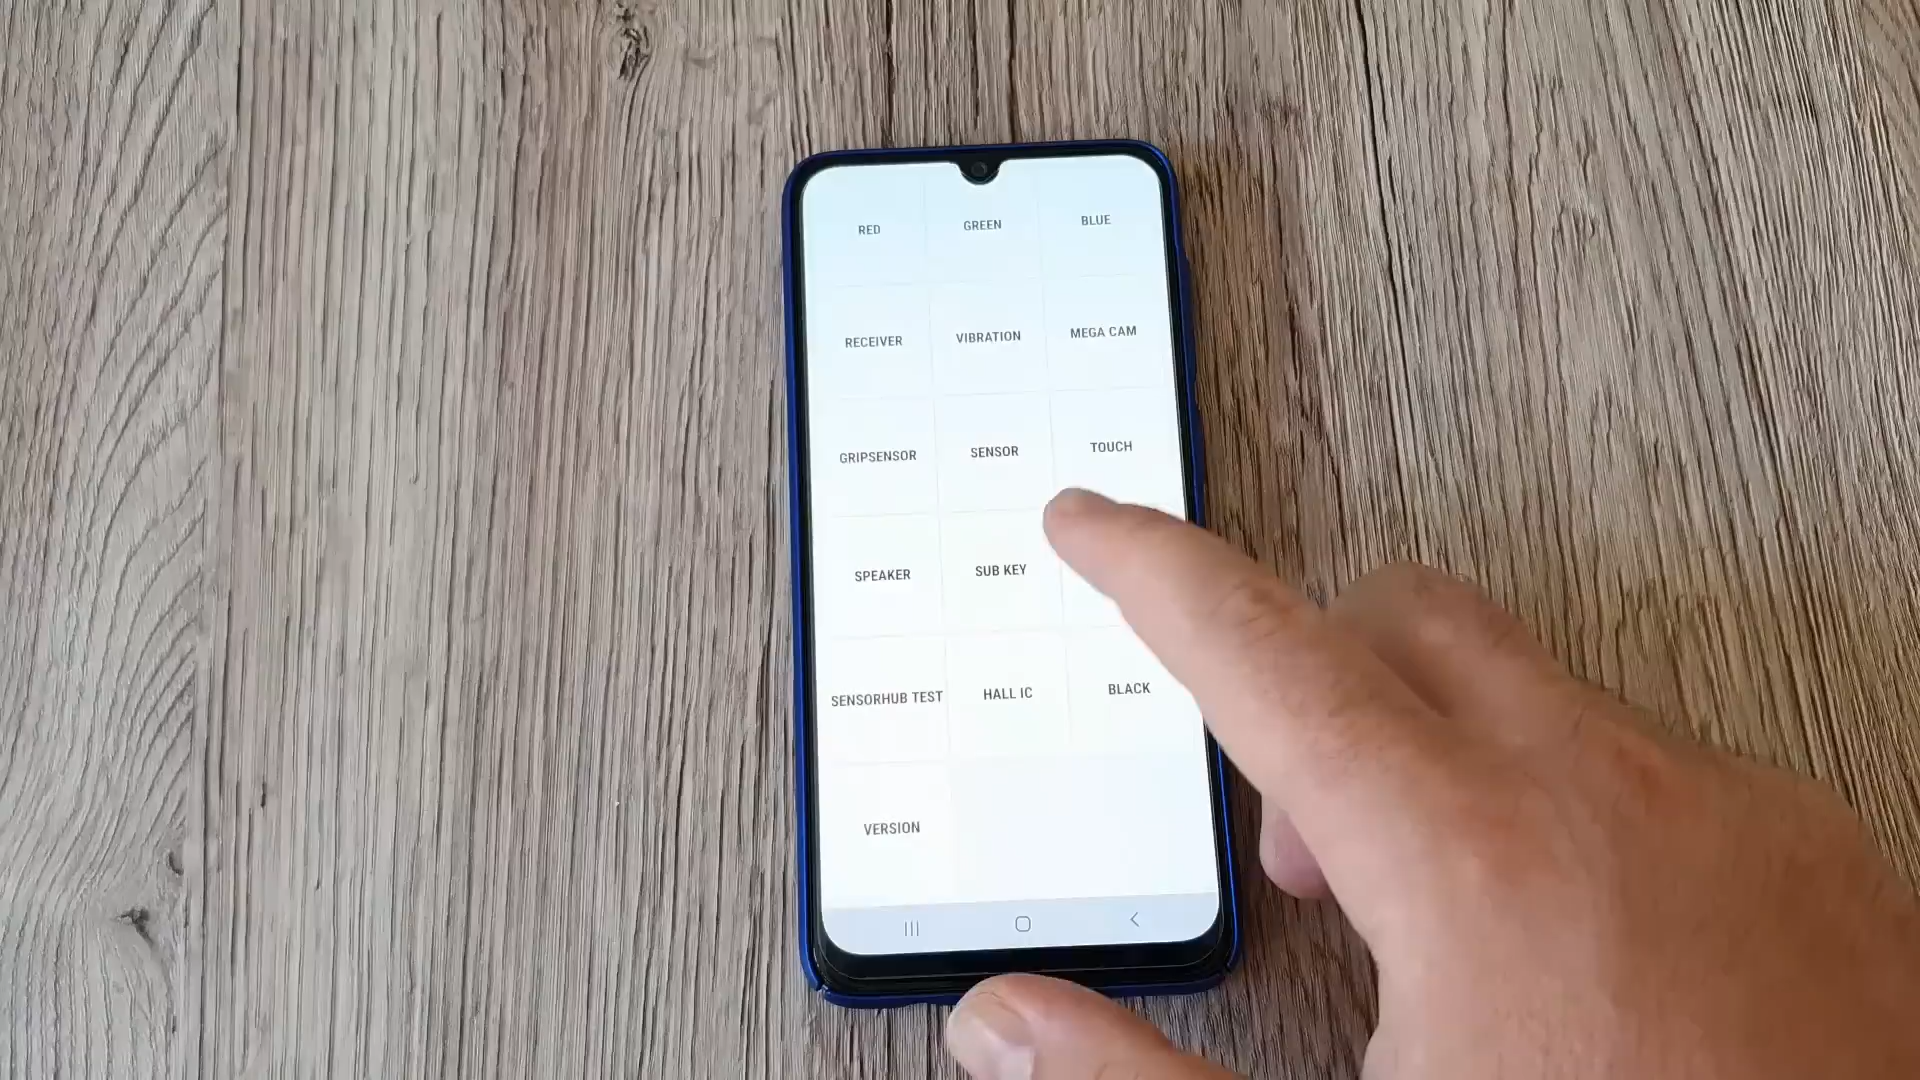 RED GREEN BLUE
RECEIVER VIBRATION MEGA CAM
GRIPSENSOR SENSOR TOUCH
SPEAKER SUB KEY
SENSORHUB TEST HALL IC BLACK
VERSION